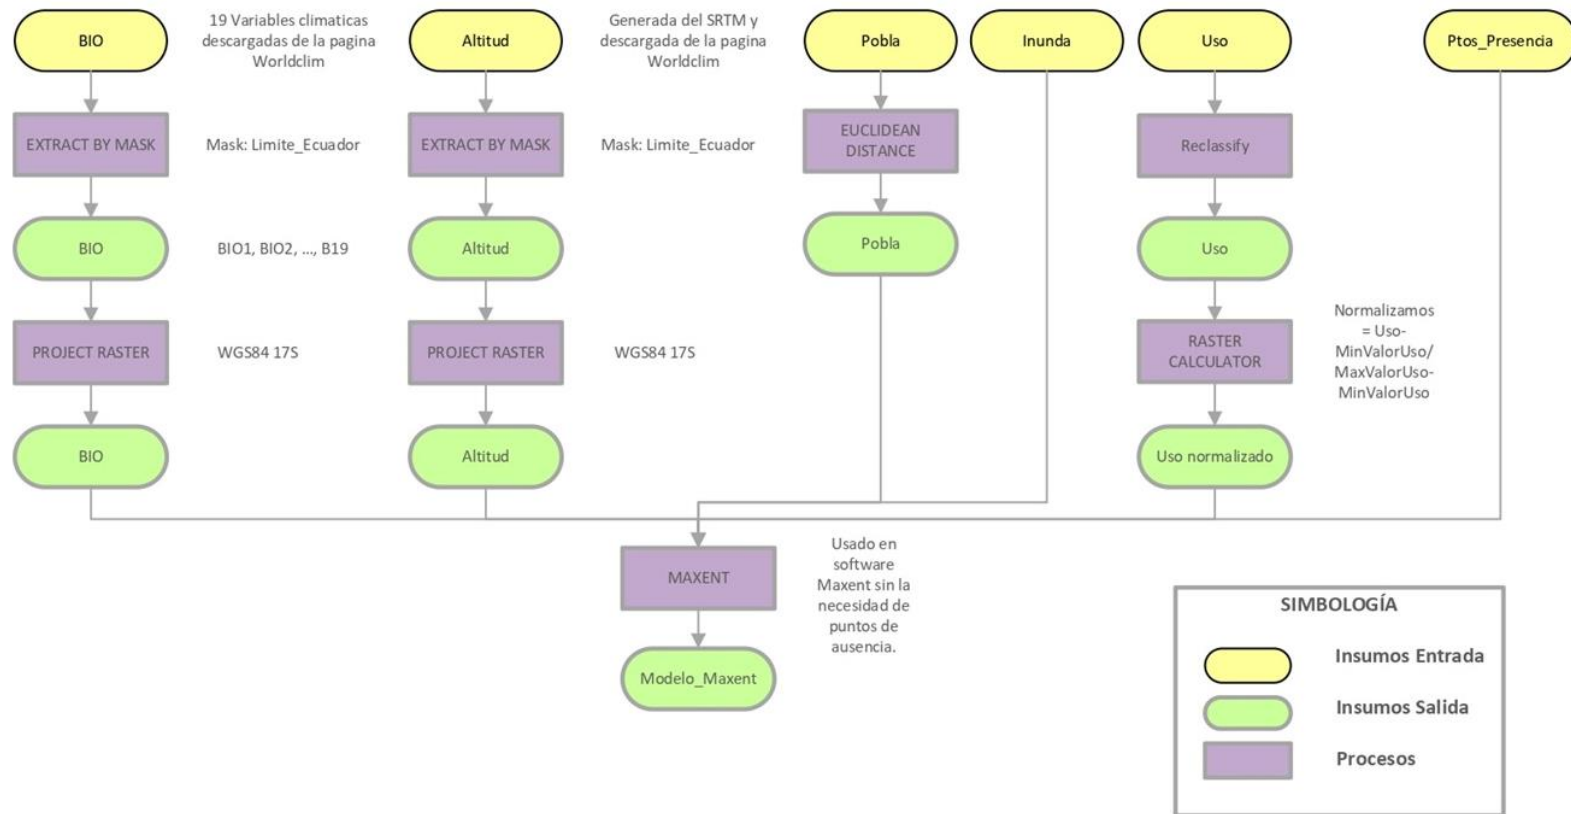 BIO
19 Variables climaticas
descargadas de la pagina
Worldclim
Altitud
Generada del SRTM y
descargada de la pagina
Worldclim
Pobla
Inunda
Uso
Ptos_Presencia
EXTRACT BY MASK
Mask: Limite_Ecuador
EXTRACT BY MASK
Mask: Limite_Ecuador
EUCLIDEAN
DISTANCE
Reclassify
BIO
BIO1, BIO2, ..., B19
Altitud
Pobla
Uso
PROJECT RASTER
WGS84 17S
PROJECT RASTER
WGS84 17S
RASTER
CALCULATOR
Normalizamos
= Uso-
MinValorUso/
MaxValorUso-
MinValorUso
BIO
Altitud
Uso normalizado
MAXENT
Usado en
software
Maxent sin la
necesidad de
puntos de
ausencia.
Modelo_Maxent
SIMBOLOGÍA
Insumos Entrada
Insumos Salida
Procesos